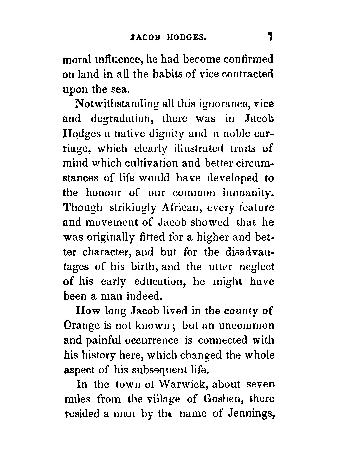 JACOB HODGES. 7
moral influence, he had become confirmed
on land in all the habits of vice contracted
upon the sea.
Notwithstanding all this ignorance, vice
and degradation, there was in Jacob
Hodges a native dignity and a noble car-
riage, which clearly illustrated traits of
mind which cultivation and better circum-
stances of life would have developed to
the honour of our common humanity.
Though strikingly African, every feature
and movement of Jacob showed that he
was originally fitted for a higher and bet-
ter character, and but for the disadvan-
tages of his birth, and the utter neglect
of his early education, he might have
been a man indeed.
How long Jacob lived in the county of
Orange is not known; but an uncommon
and painful occurrence is connected with
his history here, which changed the whole
aspect of his subsequent life.
In the town of Warwick, about seven
miles from the village of Goshen, there
resided a man by the name of Jennings,